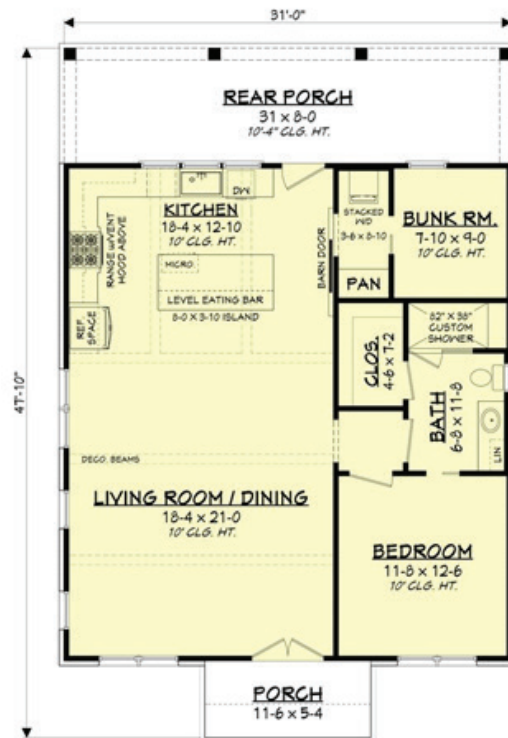 31'-0"
REAR PORCH
31 x 8-0
10'-4" CLG. HT.
47'-10"
KITCHEN
18-4 x 12-10
10' CLG. HT.
DW
RANGE w/VENT
HOOD ABOVE
MICRO.
LEVEL EATING BAR
8-0 x 3-10 ISLAND
REF.
SPACE
BARN DOOR
STACKED
W/D
3-6 x 8-10
PAN
BUNK RM.
7-10 x 9-0
10' CLG. HT.
CLOS.
4-6 x 7-2
82" x 38"
CUSTOM
SHOWER
BATH
6-8 x 11-8
LIN
DECO. BEAMS
LIVING ROOM / DINING
18-4 x 21-0
10' CLG. HT.
BEDROOM
11-8 x 12-6
10' CLG. HT.
PORCH
11-6 x 5-4